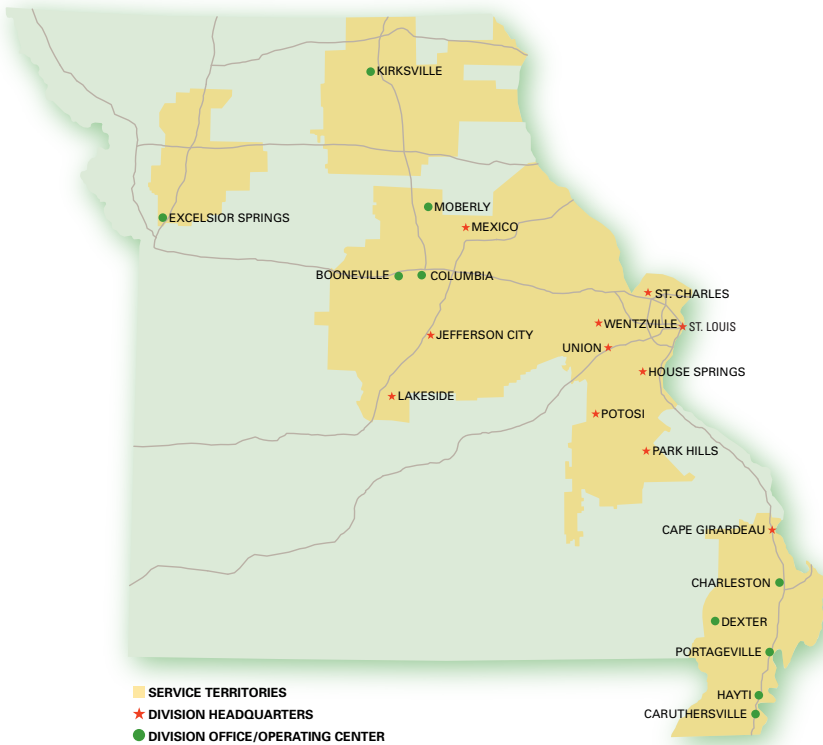 KIRKSVILLE
EXCELSIOR SPRINGS
MOBERLY
MEXICO
BOONEVILLE
COLUMBIA
ST. CHARLES
WENTZVILLE
ST. LOUIS
JEFFERSON CITY
UNION
HOUSE SPRINGS
LAKESIDE
POTOSI
PARK HILLS
CAPE GIRARDEAU
CHARLESTON
DEXTER
PORTAGEVILLE
HAYTI
CARUTHERSVILLE
SERVICE TERRITORIES
DIVISION HEADQUARTERS
DIVISION OFFICE/OPERATING CENTER